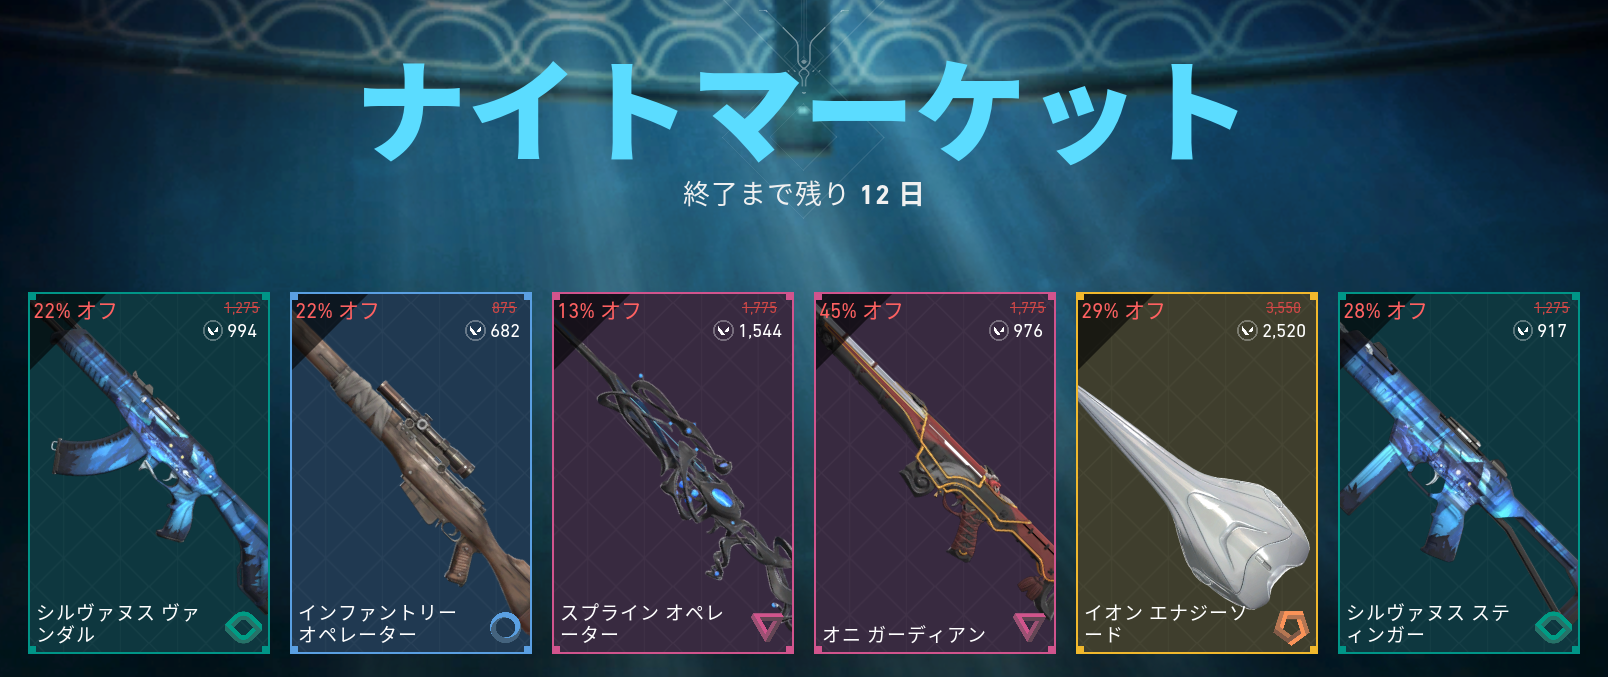 ナイトマーケット
終了まで残り 12 日
22% オフ
1,275
994
シルヴァヌス ヴァ
ンダル
22% オフ
875
682
インファントリー
オペレーター
13% オフ
1,775
1,544
スプライン オペレ
ーター
45% オフ
1,775
976
オニ ガーディアン
29% オフ
3,550
2,520
イオン エナジーソ
ード
28% オフ
1,275
917
シルヴァヌス ステ
ィンガー